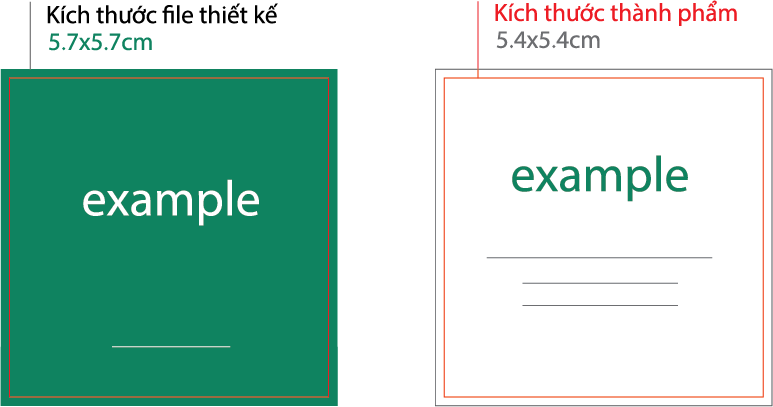 Kích thước file thiết kế
5.7x5.7cm
example
Kích thước thành phẩm
5.4x5.4cm
example